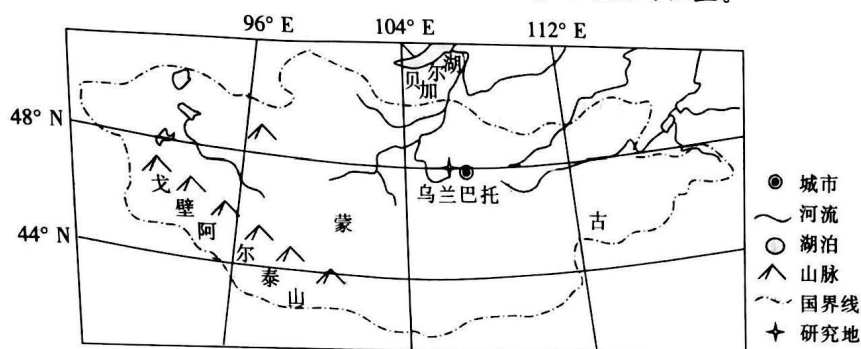 96° E
104° E
112° E
贝加尔湖
48° N
乌兰巴托
戈壁阿尔泰山
蒙古
44° N
城市
河流
湖泊
山脉
国界线
研究地